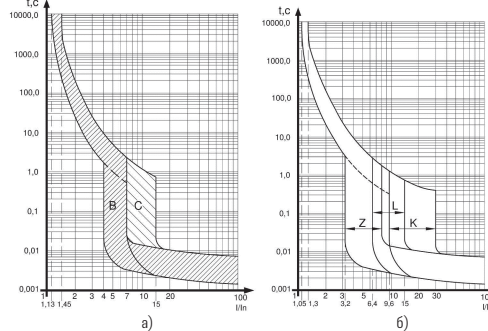 t,c
10000,0
1000,0
100,0
10,0
1,0
0,1
0,01
0,001
B
C
1 2 3 4 5 7 10 20 100
1,13 1,45 15 I/In
а)
t,c
10000,0
1000,0
100,0
10,0
1,0
0,1
0,01
0,001
L
Z
K
1 2 3 4 5 7 10 20 30
1,05 1,3 3,2 6,4 9,6 15 I/In
б)